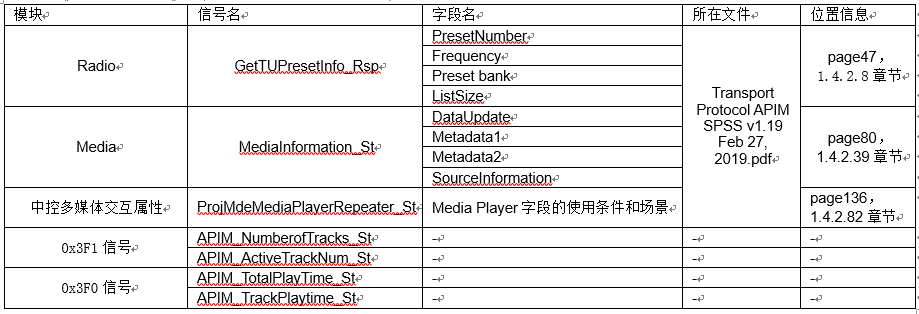 模块 信号名 字段名 所在文件 位置信息
Radio GetTUPresetInfo_Rsp PresetNumber
Frequency
Preset bank
ListSize
Transport
Protocol APIM
SPSS v1.19
Feb 27,
2019.pdf
page47，
1.4.2.8 章节
Media MediaInformation_St DataUpdate
Metadata1
Metadata2
SourceInformation
page80，
1.4.2.39 章节
中控多媒体交互属性 ProjMdeMediaPlayerRepeater_St Media Player 字段的使用条件和场景
page136，
1.4.2.82 章节
0x3F1 信号 APIM_NumberofTracks_St - - -
APIM_ActiveTrackNum_St - - -
0x3F0 信号 APIM_TotalPlayTime_St - - -
APIM_TrackPlaytime_St - - -